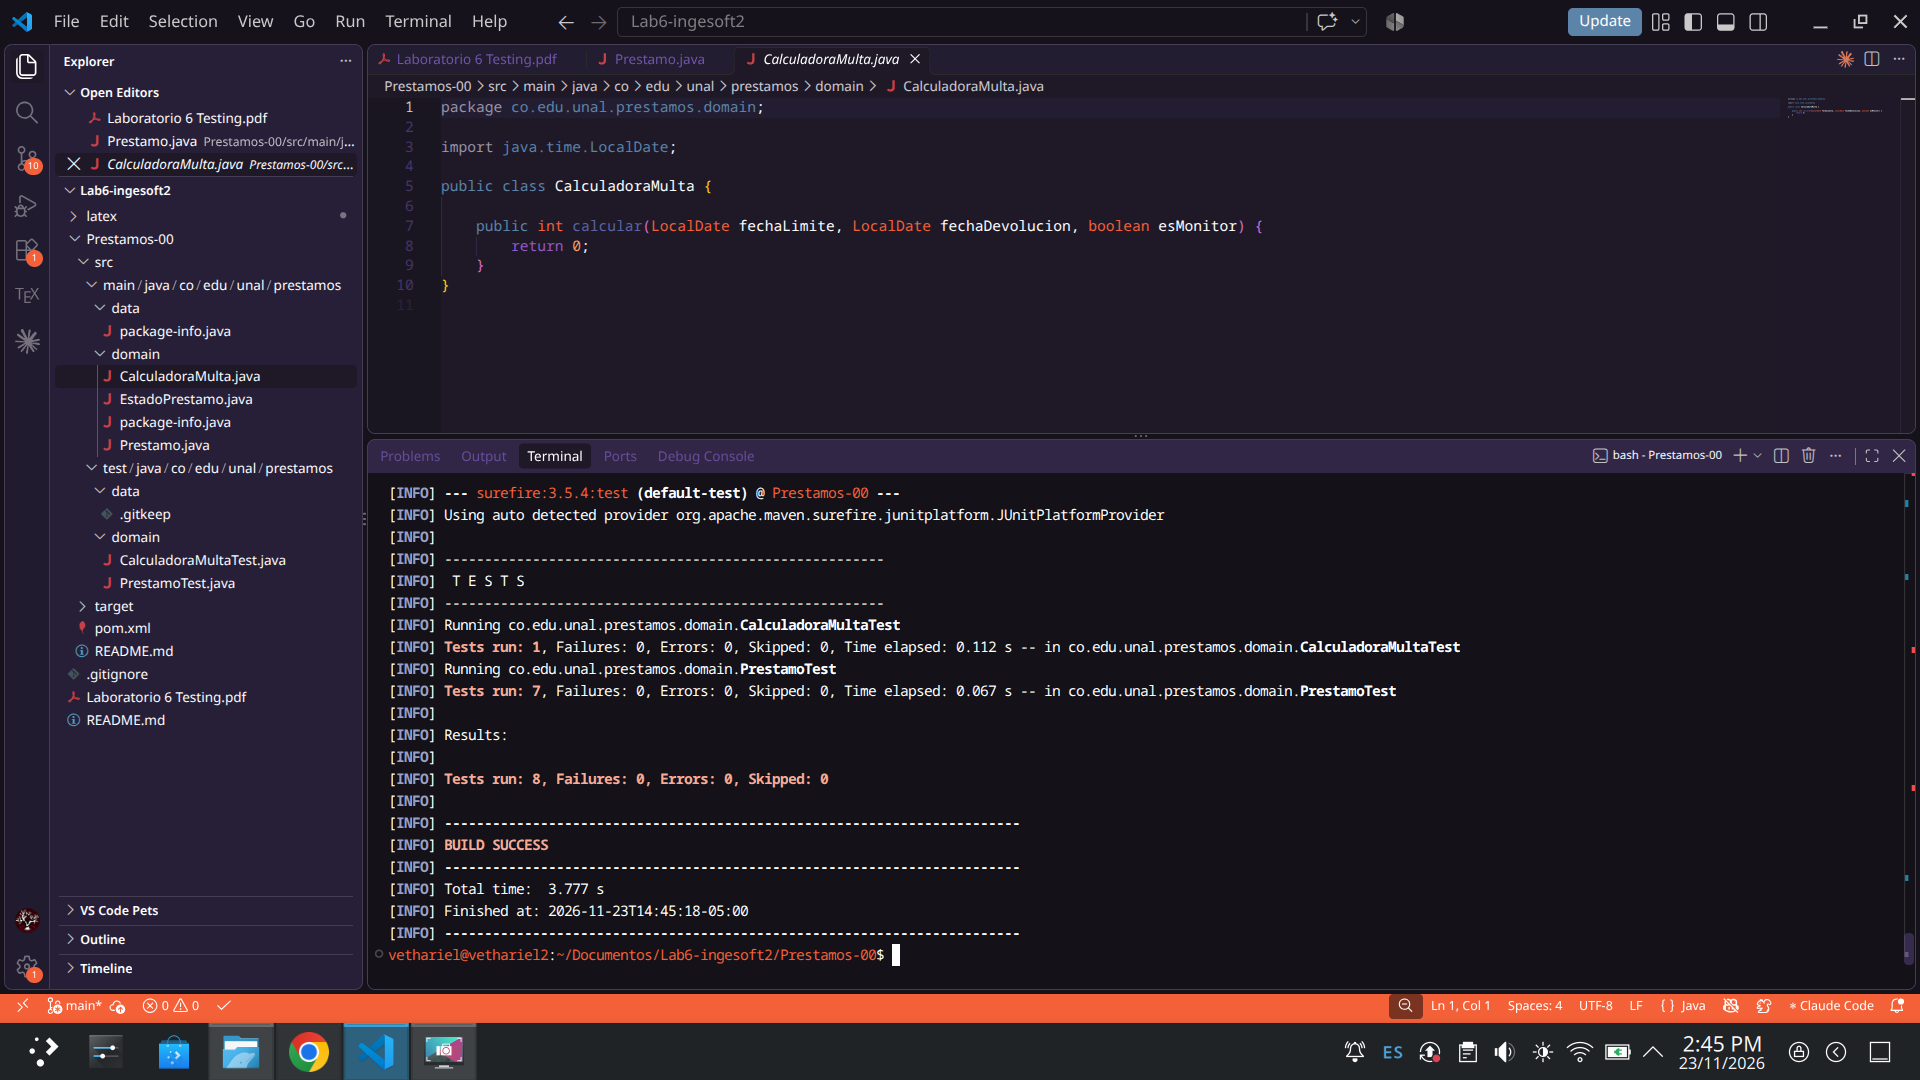 File Edit Selection View Go Run Terminal Help
Lab6-ingesoft2
Update
Explorer
Open Editors
Laboratorio 6 Testing.pdf
Prestamo.java Prestamos-00/src/main/j...
CalculadoraMulta.java Prestamos-00/src...
Lab6-ingesoft2
latex
Prestamos-00
src
main / java / co / edu / unal / prestamos
data
package-info.java
domain
CalculadoraMulta.java
EstadoPrestamo.java
package-info.java
Prestamo.java
test / java / co / edu / unal / prestamos
data
.gitkeep
domain
CalculadoraMultaTest.java
PrestamoTest.java
target
pom.xml
README.md
.gitignore
Laboratorio 6 Testing.pdf
README.md
VS Code Pets
Outline
Timeline
10
1
TEX
1
Laboratorio 6 Testing.pdf Prestamo.java CalculadoraMulta.java
Prestamos-00 > src > main > java > co > edu > unal > prestamos > domain > CalculadoraMulta.java
1 package co.edu.unal.prestamos.domain;
2
3 import java.time.LocalDate;
4
5 public class CalculadoraMulta {
6
7 public int calcular(LocalDate fechaLimite, LocalDate fechaDevolucion, boolean esMonitor) {
8 return 0;
9 }
10 }
11
Problems Output Terminal Ports Debug Console
bash - Prestamos-00
[INFO] --- surefire:3.5.4:test (default-test) @ Prestamos-00 ---
[INFO] Using auto detected provider org.apache.maven.surefire.junitplatform.JUnitPlatformProvider
[INFO]
[INFO] -------------------------------------------------------
[INFO]  T E S T S
[INFO] -------------------------------------------------------
[INFO] Running co.edu.unal.prestamos.domain.CalculadoraMultaTest
[INFO] Tests run: 1, Failures: 0, Errors: 0, Skipped: 0, Time elapsed: 0.112 s -- in co.edu.unal.prestamos.domain.CalculadoraMultaTest
[INFO] Running co.edu.unal.prestamos.domain.PrestamoTest
[INFO] Tests run: 7, Failures: 0, Errors: 0, Skipped: 0, Time elapsed: 0.067 s -- in co.edu.unal.prestamos.domain.PrestamoTest
[INFO]
[INFO] Results:
[INFO]
[INFO] Tests run: 8, Failures: 0, Errors: 0, Skipped: 0
[INFO]
[INFO] ------------------------------------------------------------------------
[INFO] BUILD SUCCESS
[INFO] ------------------------------------------------------------------------
[INFO] Total time:  3.777 s
[INFO] Finished at: 2026-11-23T14:45:18-05:00
[INFO] ------------------------------------------------------------------------
vethariel@vethariel2:~/Documentos/Lab6-ingesoft2/Prestamos-00$
main* 0 0 Ln 1, Col 1 Spaces: 4 UTF-8 LF { } Java Claude Code
ES
2:45 PM
23/11/2026